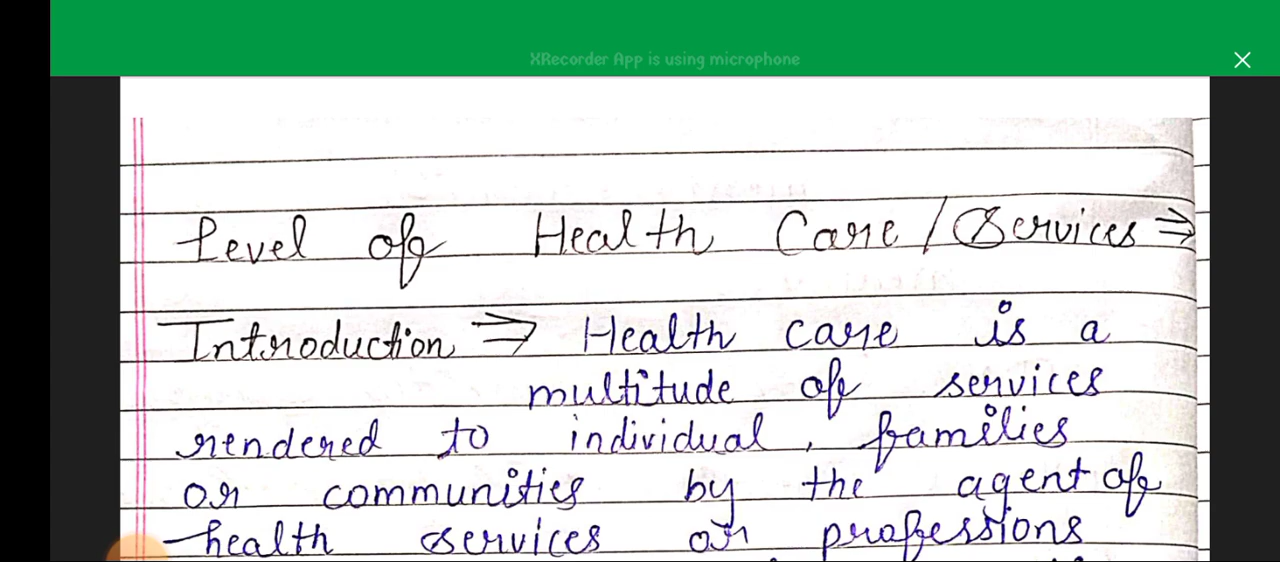 XRecorder App is using microphone
Level of Health Care/Services ⇒
Introduction ⇒ Health care is a
multitude of services
rendered to individual, families
or communities by the agent of
health services or professions